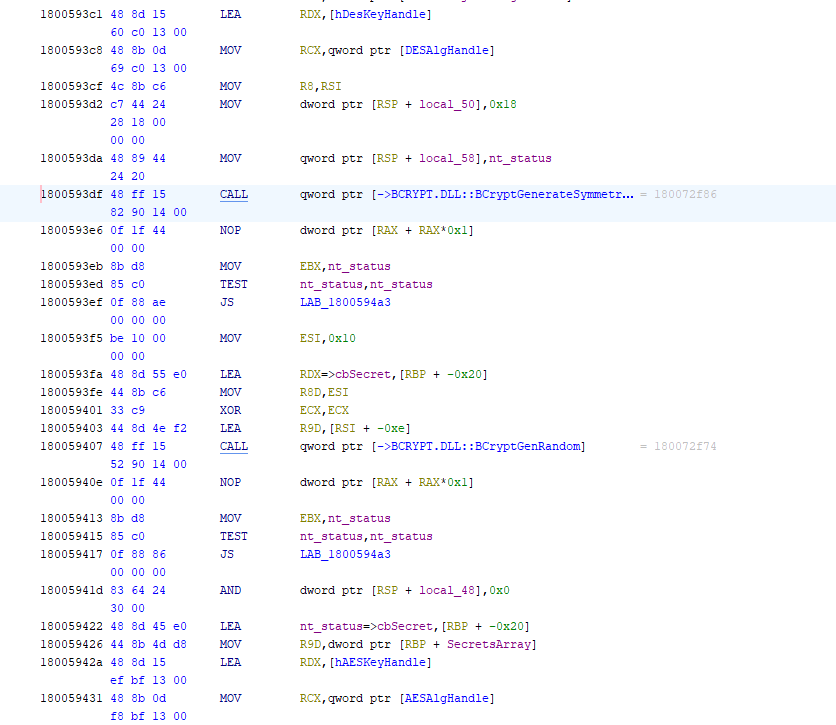 1800593c1 48 8d 15 LEA RDX,[hDesKeyHandle]
60 c0 13 00
1800593c8 48 8b 0d MOV RCX,qword ptr [DESAlgHandle]
69 c0 13 00
1800593cf 4c 8b c6 MOV R8,RSI
1800593d2 c7 44 24 MOV dword ptr [RSP + local_50],0x18
28 18 00
00 00
1800593da 48 89 44 MOV qword ptr [RSP + local_58],nt_status
24 20
1800593df 48 ff 15 CALL qword ptr [->BCRYPT.DLL::BCryptGenerateSymmetr... = 180072f86
82 90 14 00
1800593e6 0f 1f 44 NOP dword ptr [RAX + RAX*0x1]
00 00
1800593eb 8b d8 MOV EBX,nt_status
1800593ed 85 c0 TEST nt_status,nt_status
1800593ef 0f 88 ae JS LAB_1800594a3
00 00 00
1800593f5 be 10 00 MOV ESI,0x10
00 00
1800593fa 48 8d 55 e0 LEA RDX=>cbSecret,[RBP + -0x20]
1800593fe 44 8b c6 MOV R8D,ESI
180059401 33 c9 XOR ECX,ECX
180059403 44 8d 4e f2 LEA R9D,[RSI + -0xe]
180059407 48 ff 15 CALL qword ptr [->BCRYPT.DLL::BCryptGenRandom] = 180072f74
52 90 14 00
18005940e 0f 1f 44 NOP dword ptr [RAX + RAX*0x1]
00 00
180059413 8b d8 MOV EBX,nt_status
180059415 85 c0 TEST nt_status,nt_status
180059417 0f 88 86 JS LAB_1800594a3
00 00 00
18005941d 83 64 24 AND dword ptr [RSP + local_48],0x0
30 00
180059422 48 8d 45 e0 LEA nt_status=>cbSecret,[RBP + -0x20]
180059426 44 8b 4d d8 MOV R9D,dword ptr [RBP + SecretsArray]
18005942a 48 8d 15 LEA RDX,[hAESKeyHandle]
ef bf 13 00
180059431 48 8b 0d MOV RCX,qword ptr [AESAlgHandle]
f8 bf 13 00